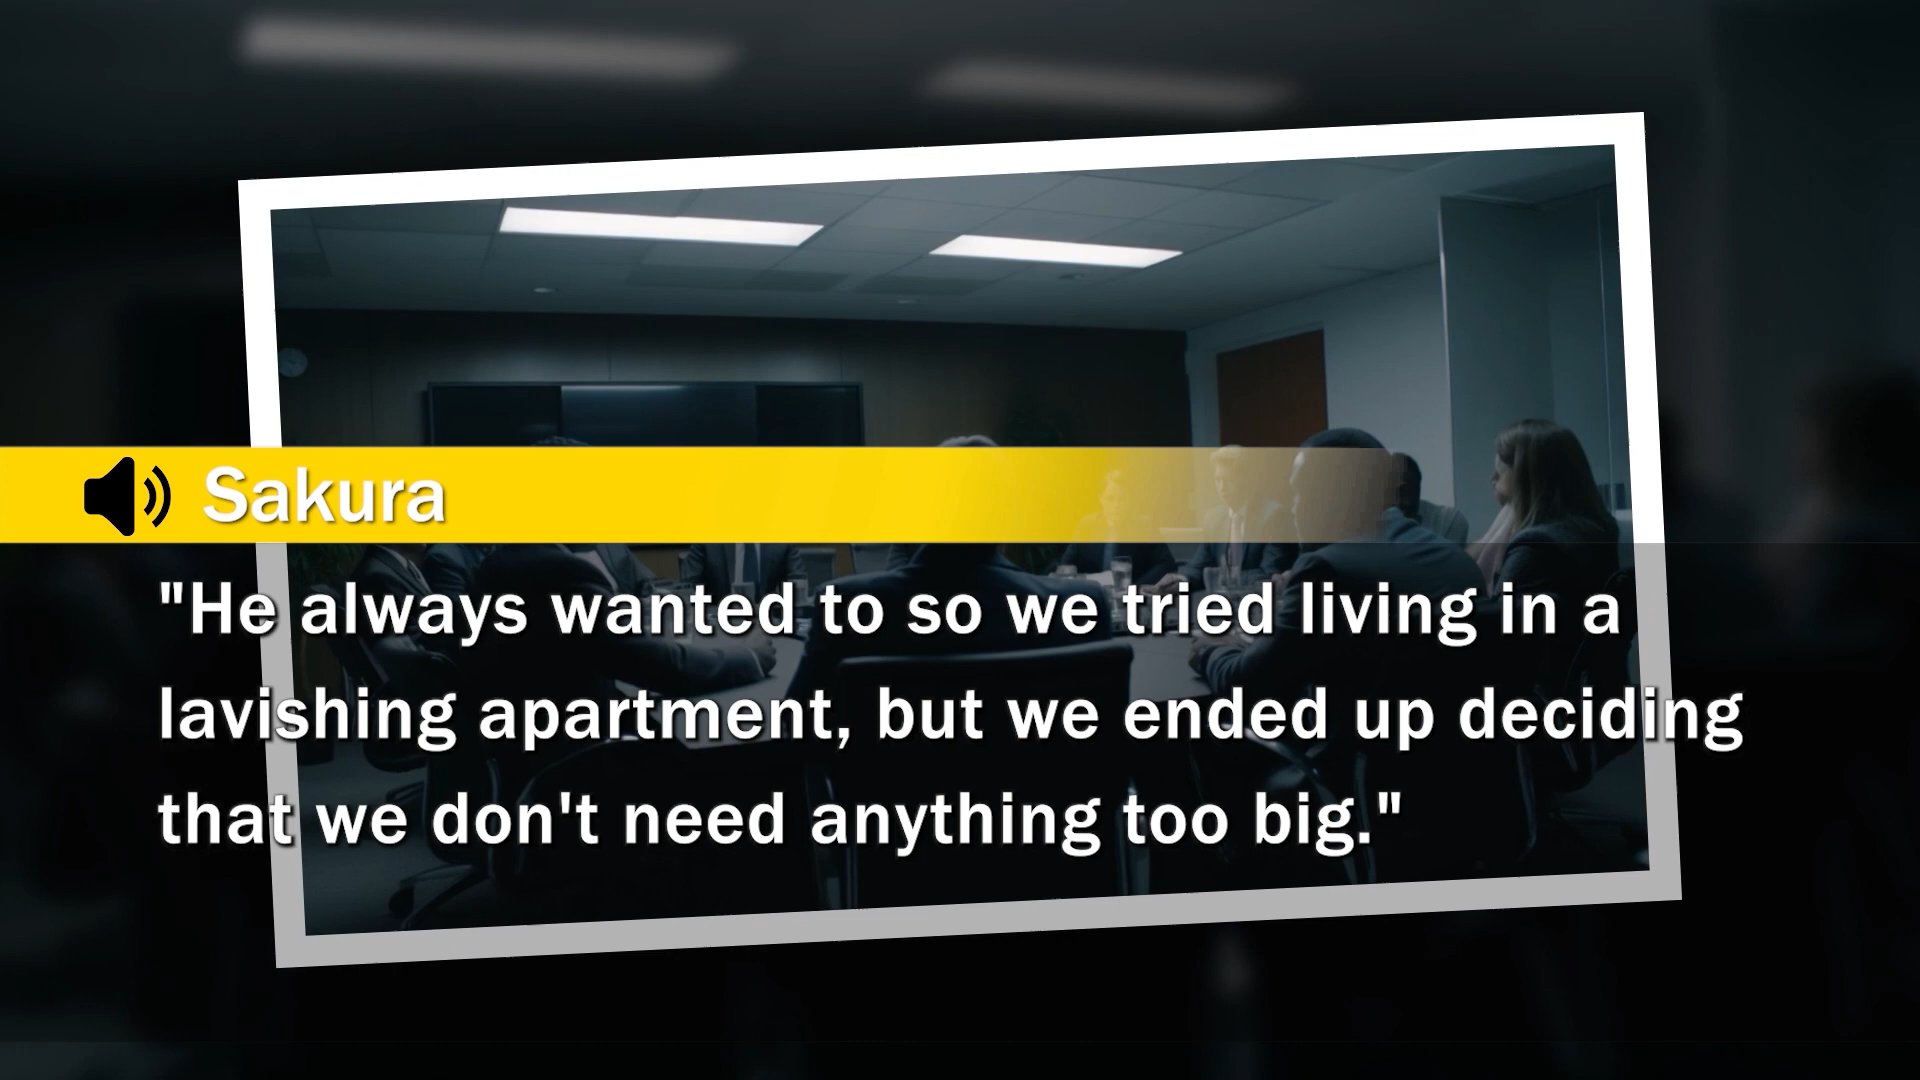 Sakura
"He always wanted to so we tried living in a
lavishing apartment, but we ended up deciding
that we don't need anything too big."